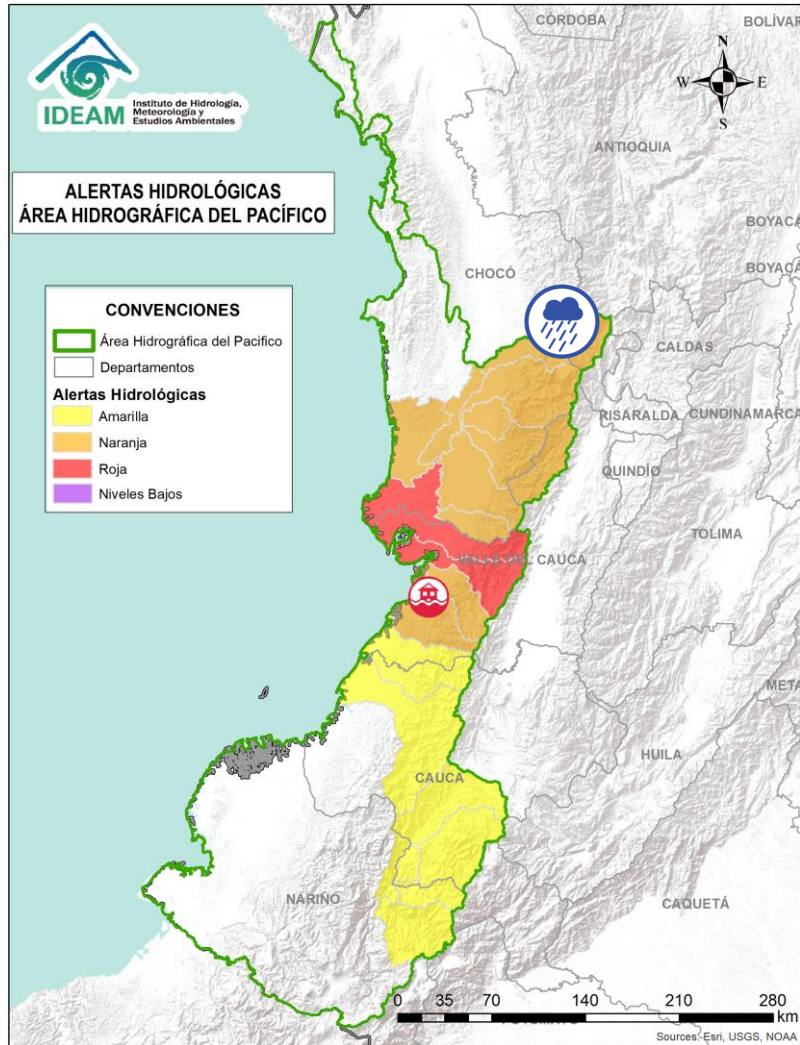 CÓRDOBA
BOLÍVAR
IDEAM
Instituto de Hidrología,
Meteorología y
Estudios Ambientales
N
W E
S
ANTIOQUIA
ALERTAS HIDROLÓGICAS
ÁREA HIDROGRÁFICA DEL PACÍFICO
BOYACÁ
BOYACÁ
CHOCÓ
CONVENCIONES
Área Hidrográfica del Pacifico
Departamentos
Alertas Hidrológicas
Amarilla
Naranja
Roja
Niveles Bajos
CALDAS
RISARALDA
CUNDINAMARCA
QUINDÍO
TOLIMA
VALLE DEL CAUCA
META
HUILA
CAUCA
NARIÑO
CAQUETÁ
0 35 70 140 210 280
km
Sources: Esri, USGS, NOAA